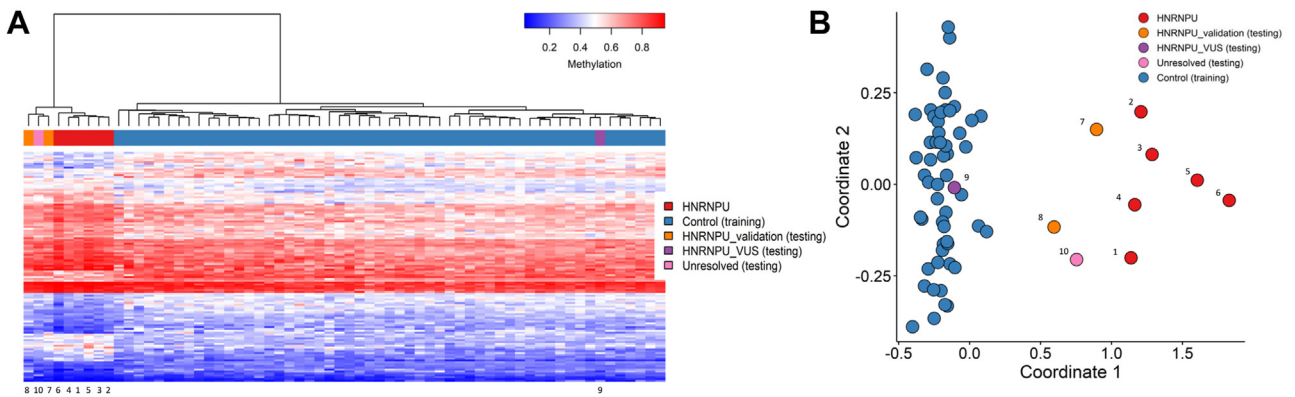 A
0.2 0.4 0.6 0.8
Methylation
HNRNPU
Control (training)
HNRNPU_validation (testing)
HNRNPU_VUS (testing)
Unresolved (testing)
8 10 7 6 4 1 5 3 2
9
B
HNRNPU
HNRNPU_validation (testing)
HNRNPU_VUS (testing)
Unresolved (testing)
Control (training)
Coordinate 2
0.25
0.00
-0.25
2
7
3
5
9
6
4
8
10
1
-0.5 0.0 0.5 1.0 1.5
Coordinate 1